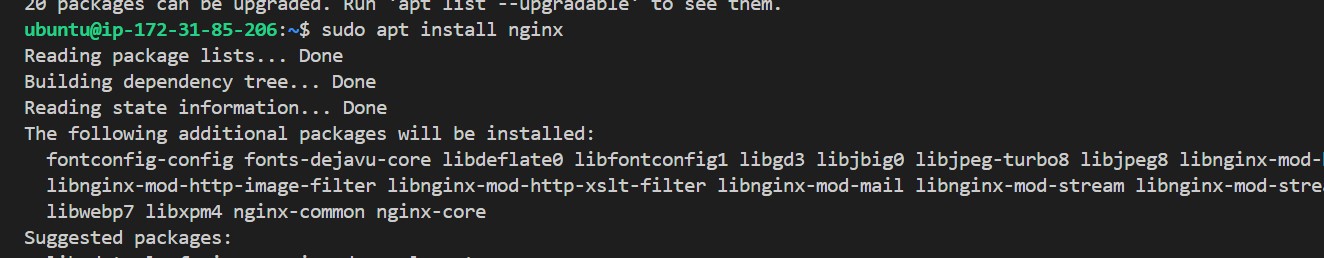 20 packages can be upgraded. Run 'apt list --upgradable' to see them.
ubuntu@ip-172-31-85-206:~$ sudo apt install nginx
Reading package lists... Done
Building dependency tree... Done
Reading state information... Done
The following additional packages will be installed:
fontconfig-config fonts-dejavu-core libdeflate0 libfontconfig1 libgd3 libjbig0 libjpeg-turbo8 libjpeg8 libnginx-mod-
libnginx-mod-http-image-filter libnginx-mod-http-xslt-filter libnginx-mod-mail libnginx-mod-stream libnginx-mod-stre
libwebp7 libxpm4 nginx-common nginx-core
Suggested packages: